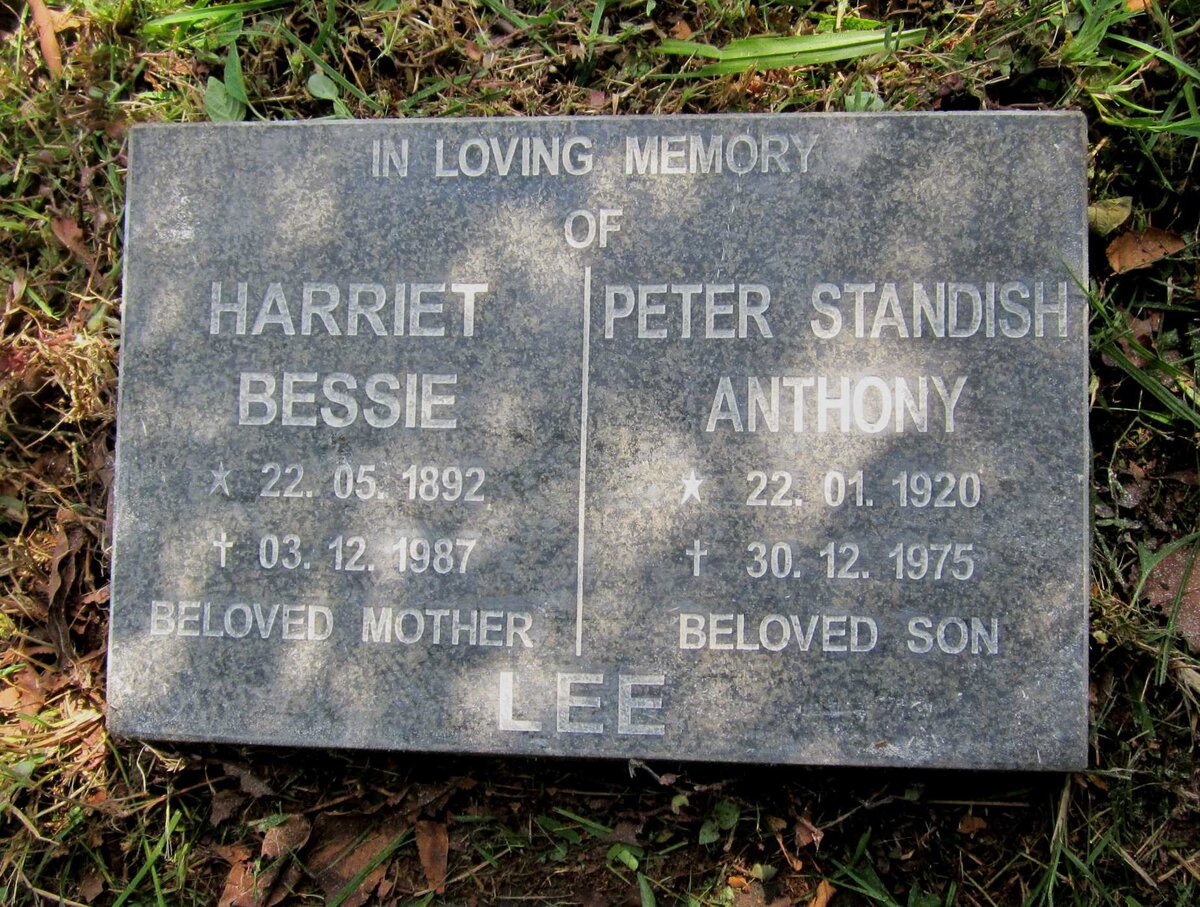 IN LOVING MEMORY
OF
HARRIET
BESSIE
★ 22. 05. 1892
✝ 03. 12. 1987
BELOVED MOTHER
PETER STANDISH
ANTHONY
★ 22. 01. 1920
✝ 30. 12. 1975
BELOVED SON
LEE